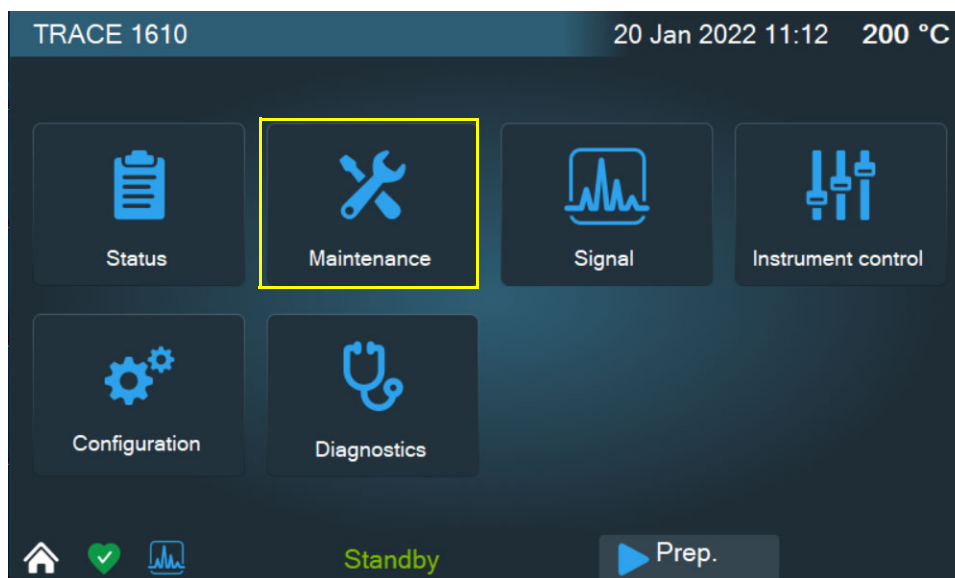 TRACE 1610 20 Jan 2022 11:12 200 °C
Status Maintenance Signal Instrument control
Configuration Diagnostics
Standby Prep.